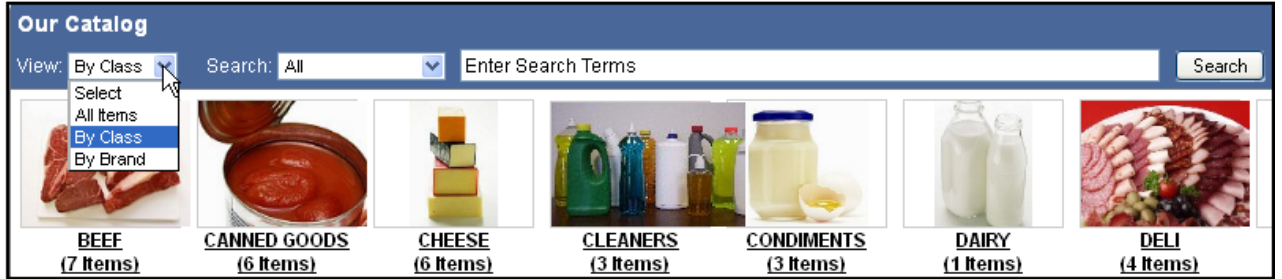 Our Catalog
View: By Class Search: All Enter Search Terms Search
Select
All Items
By Class
By Brand
BEEF CANNED GOODS CHEESE CLEANERS CONDIMENTS DAIRY DELI
(7 Items) (6 Items) (6 Items) (3 Items) (3 Items) (1 Items) (4 Items)